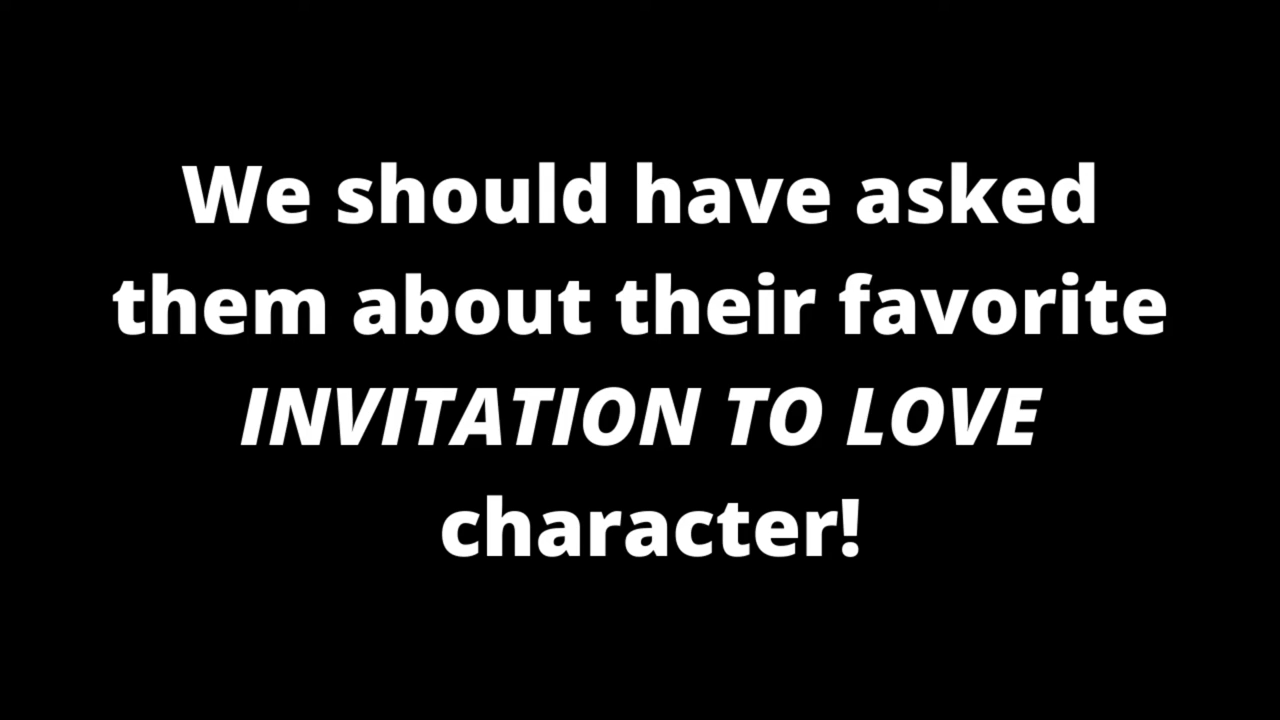 We should have asked
them about their favorite
INVITATION TO LOVE
character!